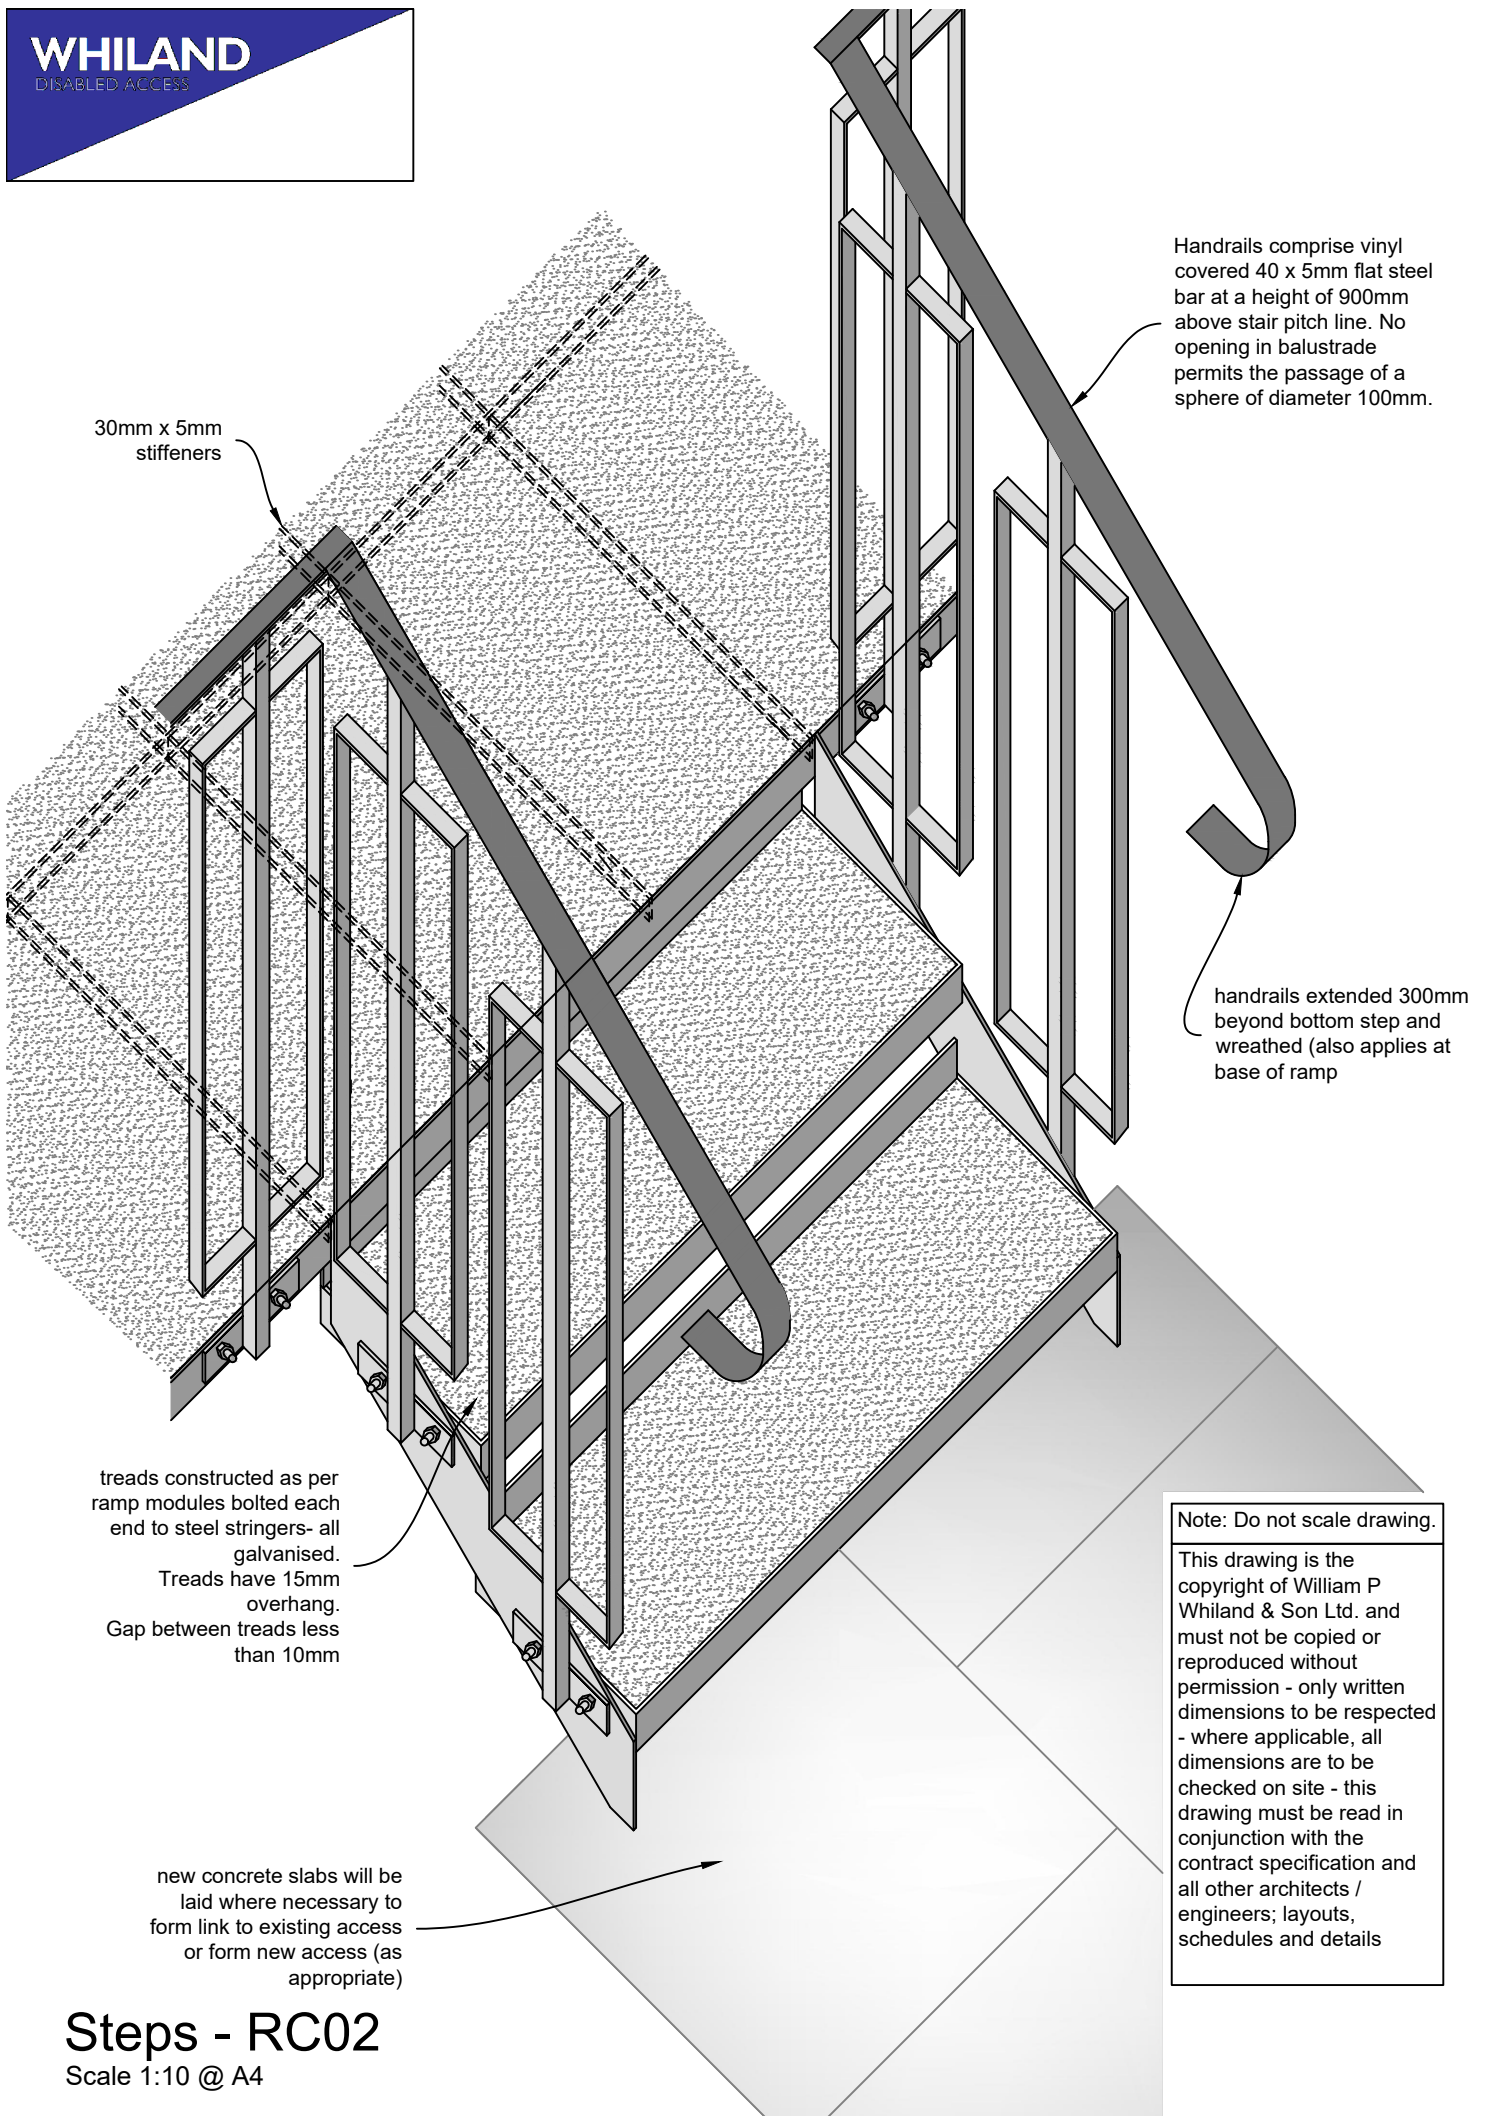 WHILAND
DISABLED ACCESS
Handrails comprise vinyl
covered 40 x 5mm flat steel
bar at a height of 900mm
above stair pitch line. No
opening in balustrade
permits the passage of a
sphere of diameter 100mm.
30mm x 5mm
stiffeners
handrails extended 300mm
beyond bottom step and
wreathed (also applies at
base of ramp
treads constructed as per
ramp modules bolted each
end to steel stringers- all
galvanised.
Treads have 15mm
overhang.
Gap between treads less
than 10mm
Note: Do not scale drawing.
This drawing is the
copyright of William P
Whiland & Son Ltd. and
must not be copied or
reproduced without
permission - only written
dimensions to be respected
- where applicable, all
dimensions are to be
checked on site - this
drawing must be read in
conjunction with the
contract specification and
all other architects /
engineers; layouts,
schedules and details
new concrete slabs will be
laid where necessary to
form link to existing access
or form new access (as
appropriate)
Steps - RC02
Scale 1:10 @ A4